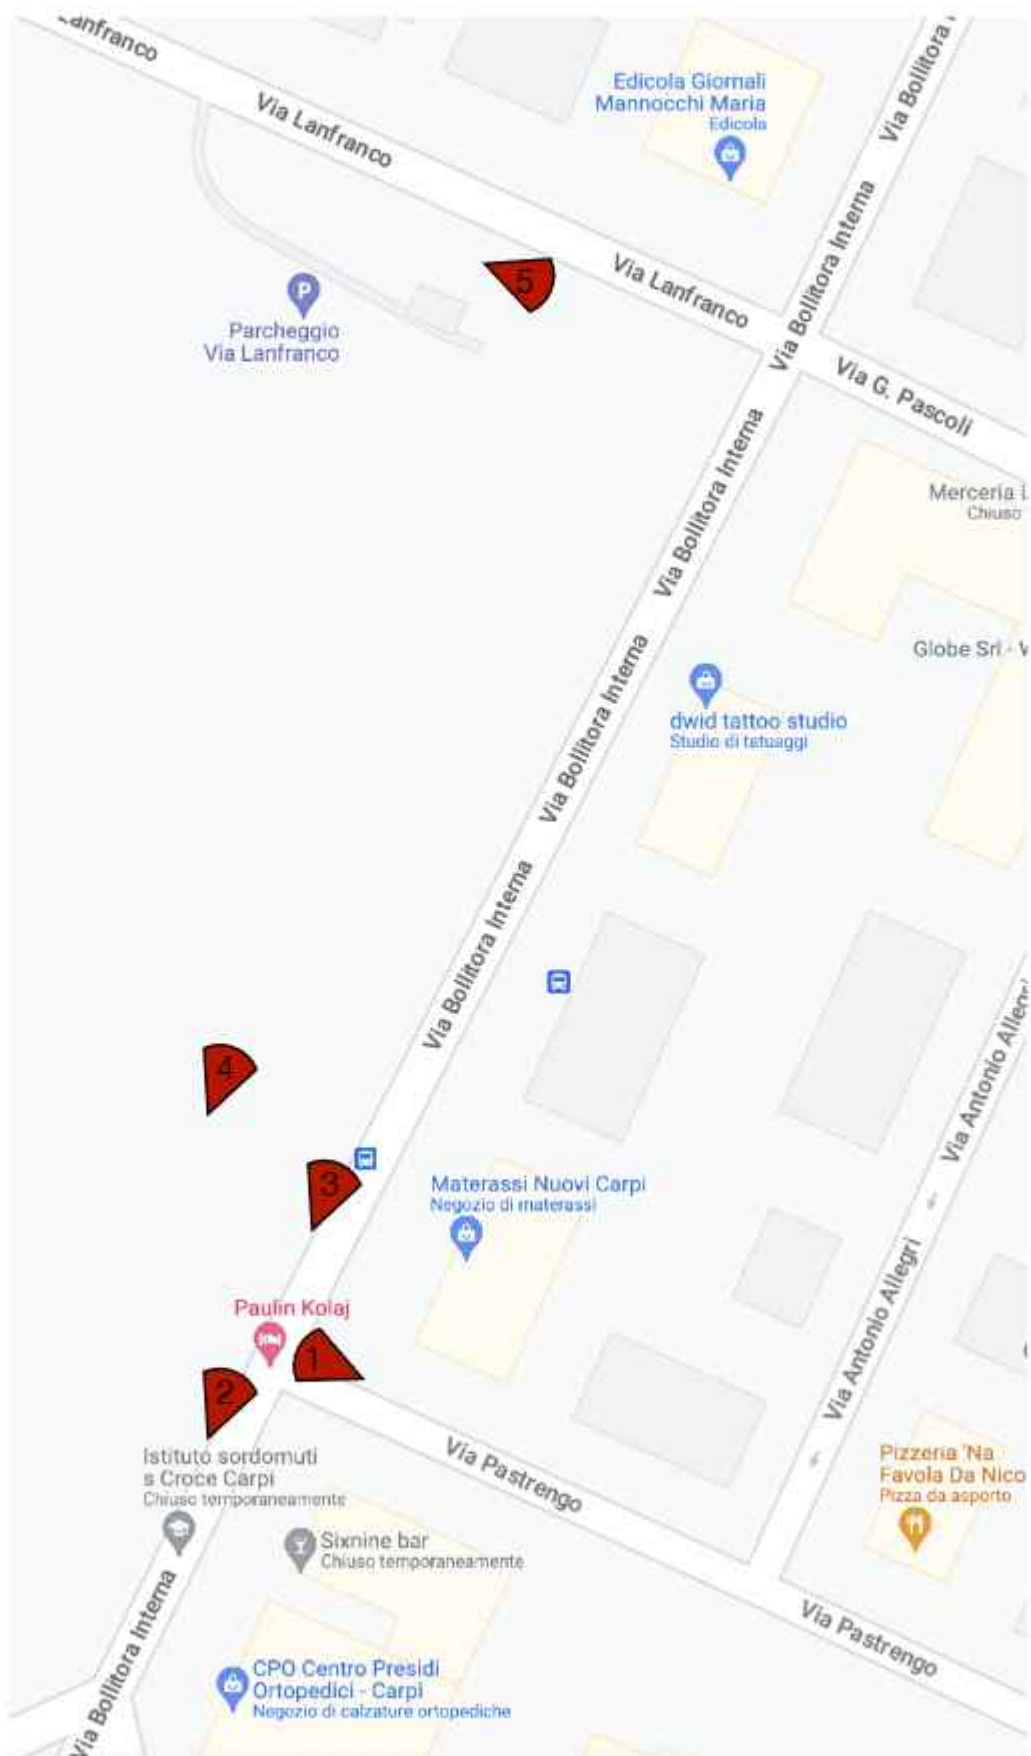 Lanfranco
Via Lanfranco
Edicola Giornali
Mannocchi Maria
Edicola
Via Bollitora
Via Bollitora Interna
5
Via Lanfranco
P
Parcheggio
Via Lanfranco
Via Bollitora Interna
Via G. Pascoli
Via Bollitora Interna
Merceria
Chiuso
Globe Srl -
Via Bollitora Interna
dwid tattoo studio
Studio di tatuaggi
Via Bollitora Interna
Via Antonio Allegri
4
3
Materassi Nuovi Carpi
Negozio di materassi
Via Antonio Allegri
Paulin Kolaj
1
2
Istituto sordomuti
s Croce Carpi
Chiuso temporaneamente
Via Pastrengo
Pizzeria 'Na
Favola Da Nico
Pizza da asporto
Sixnine bar
Chiuso temporaneamente
Via Bollitora Interna
Via Pastrengo
CPO Centro Presidi
Ortopedici - Carpi
Negozio di calzature ortopediche